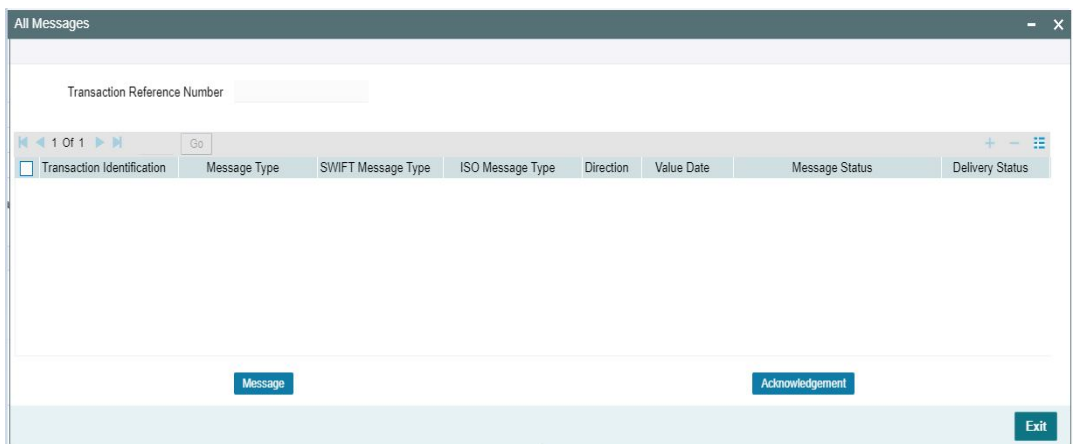 All Messages
Transaction Reference Number
1 Of 1 Go
Transaction Identification Message Type SWIFT Message Type ISO Message Type Direction Value Date Message Status Delivery Status
Message Acknowledgement
Exit